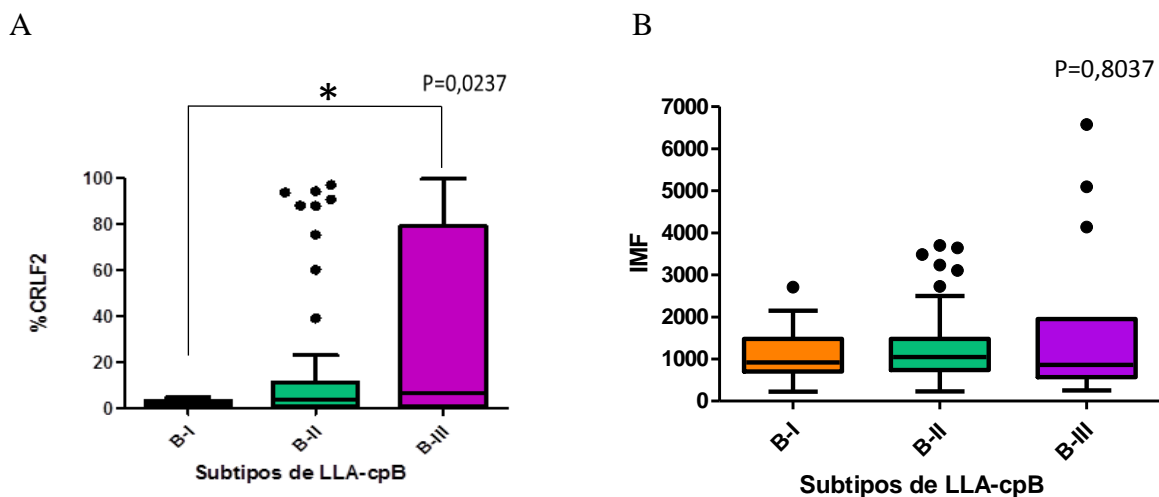 A
P=0,0237
*
100
80
60
40
20
0
%CRLF2
B-I
B-II
B-III
Subtipos de LLA-cpB
B
P=0,8037
7000
6000
5000
4000
3000
2000
1000
0
IMF
B-I
B-II
B-III
Subtipos de LLA-cpB